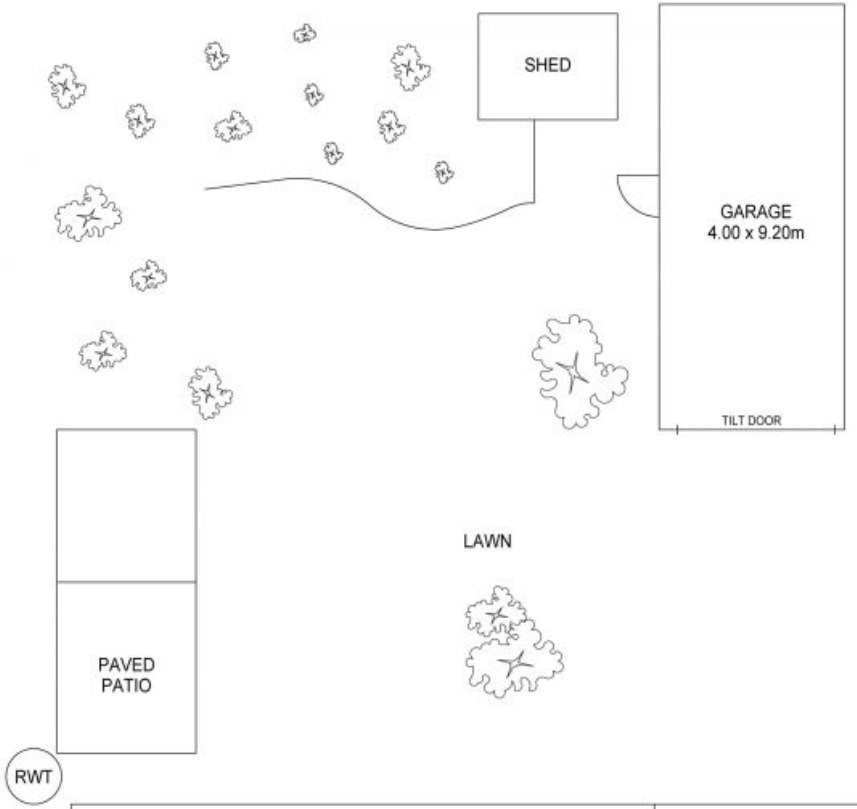 SHED
GARAGE
4.00 x 9.20m
TILT DOOR
LAWN
PAVED
PATIO
RWT